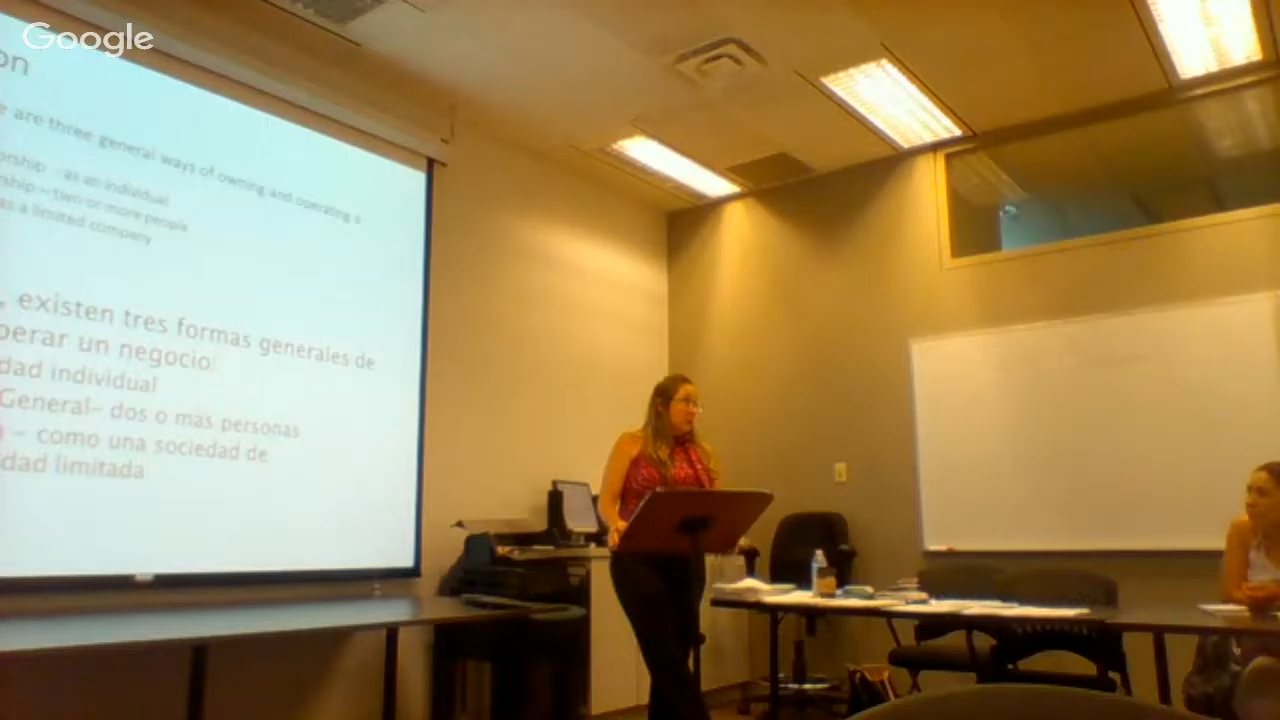 Google
on
e are three general ways of owning and operating a
orship - as an individual
rship – two or more people
as a limited company
, existen tres formas generales de
perar un negocio:
dad individual
General– dos o mas personas
) – como una sociedad de
dad limitada